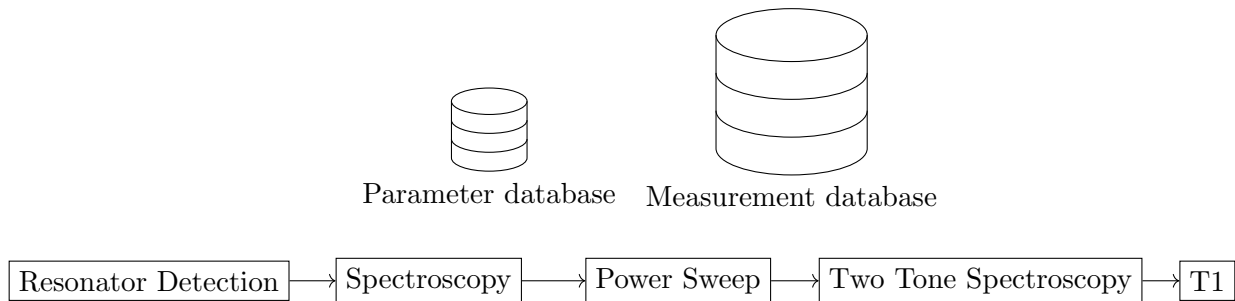 Parameter database
Measurement database
Resonator Detection
Spectroscopy
Power Sweep
Two Tone Spectroscopy
T1